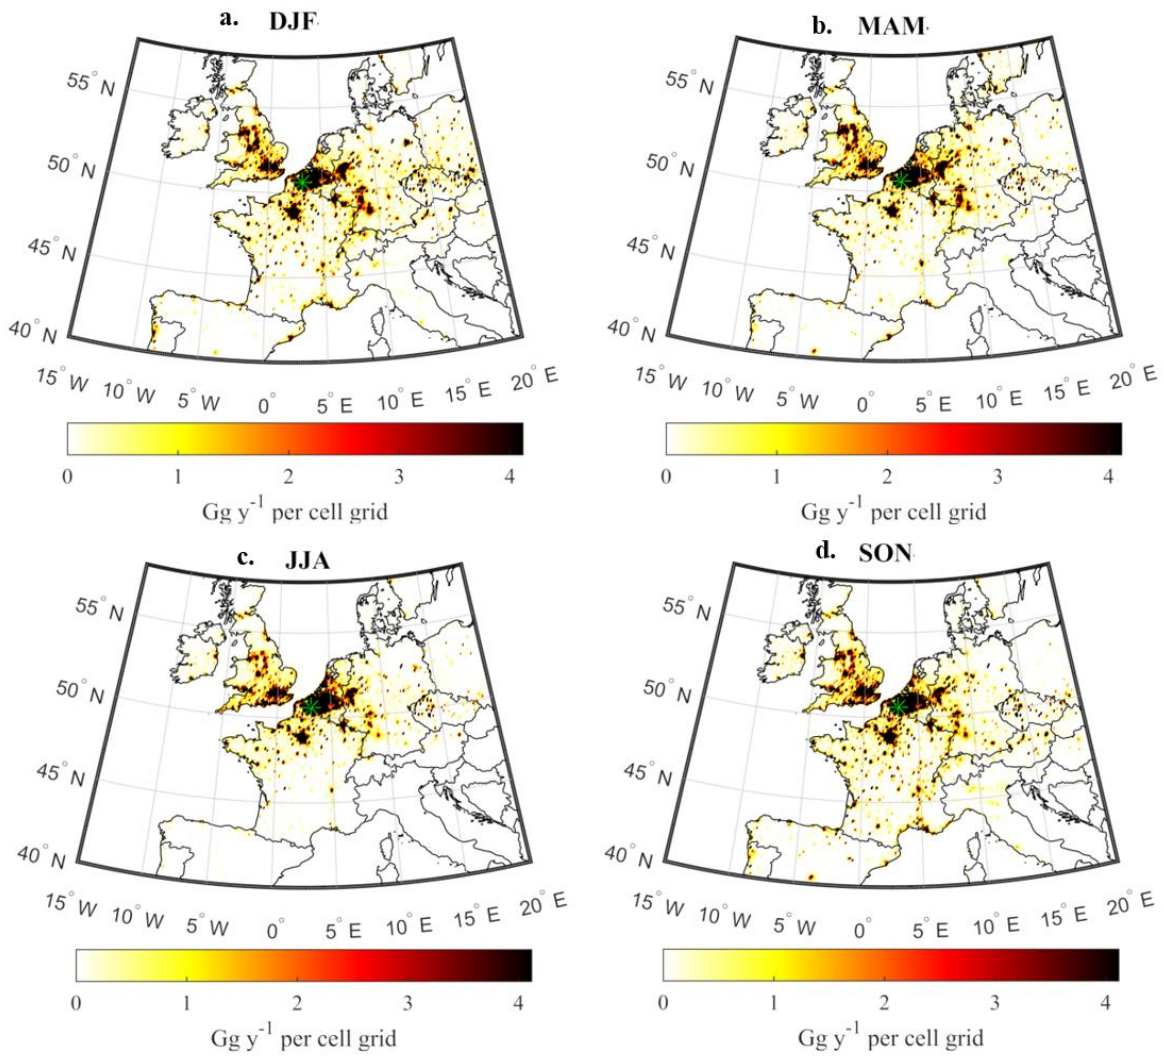 a. DJF
55° N
50° N
45° N
40° N
15° W 10° W 5° W 0° 5° E 10° E 15° E 20° E
0 1 2 3 4
Gg y⁻¹ per cell grid
b. MAM
55° N
50° N
45° N
40° N
15° W 10° W 5° W 0° 5° E 10° E 15° E 20° E
0 1 2 3 4
Gg y⁻¹ per cell grid
c. JJA
55° N
50° N
45° N
40° N
15° W 10° W 5° W 0° 5° E 10° E 15° E 20° E
0 1 2 3 4
Gg y⁻¹ per cell grid
d. SON
55° N
50° N
45° N
40° N
15° W 10° W 5° W 0° 5° E 10° E 15° E 20° E
0 1 2 3 4
Gg y⁻¹ per cell grid